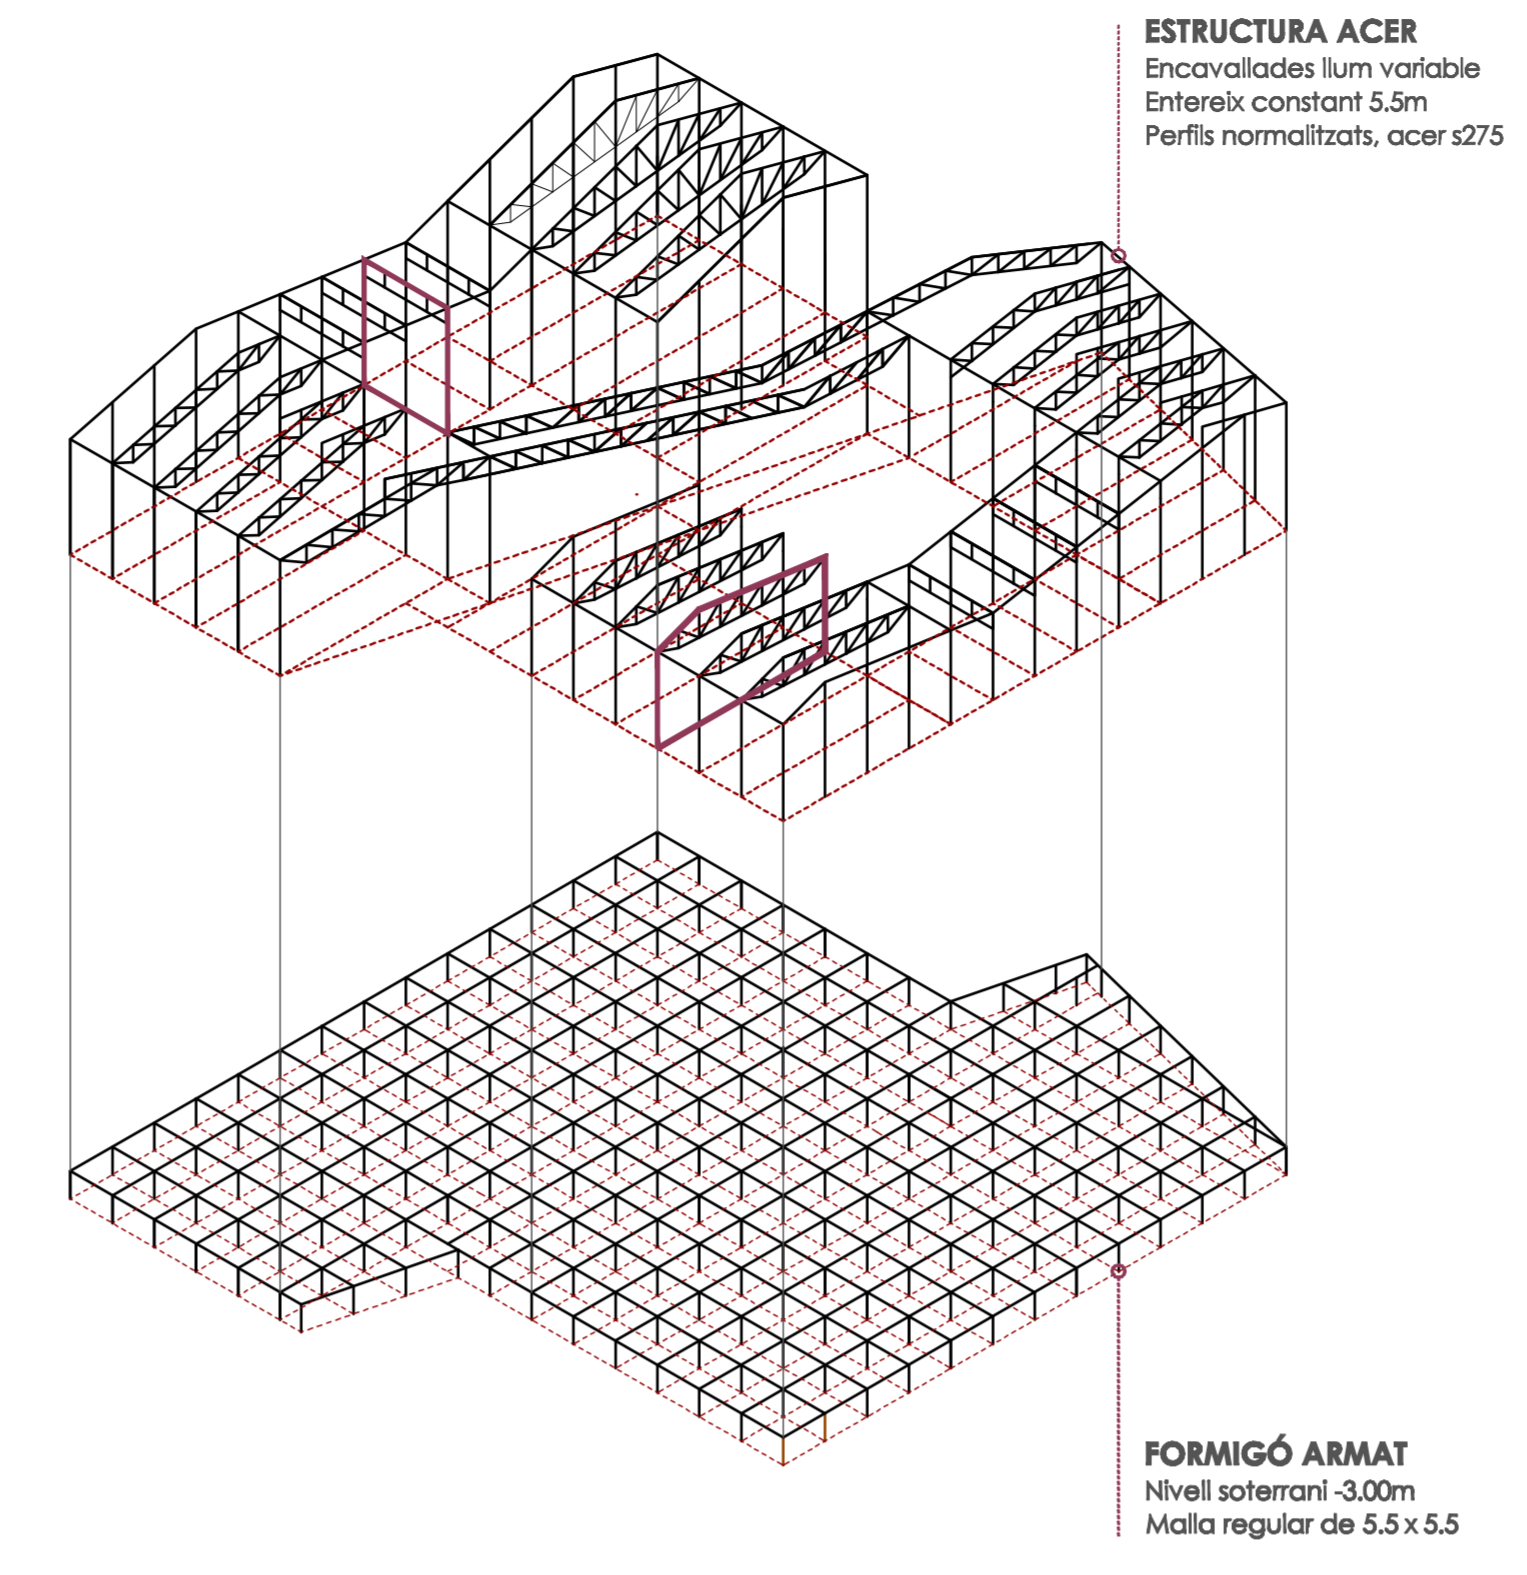 ESTRUCTURA ACER
Encavallades llum variable
Entereix constant 5.5m
Perfils normalitzats, acer s275
FORMIGÓ ARMAT
Nivell soterrani -3.00m
Malla regular de 5.5 x 5.5